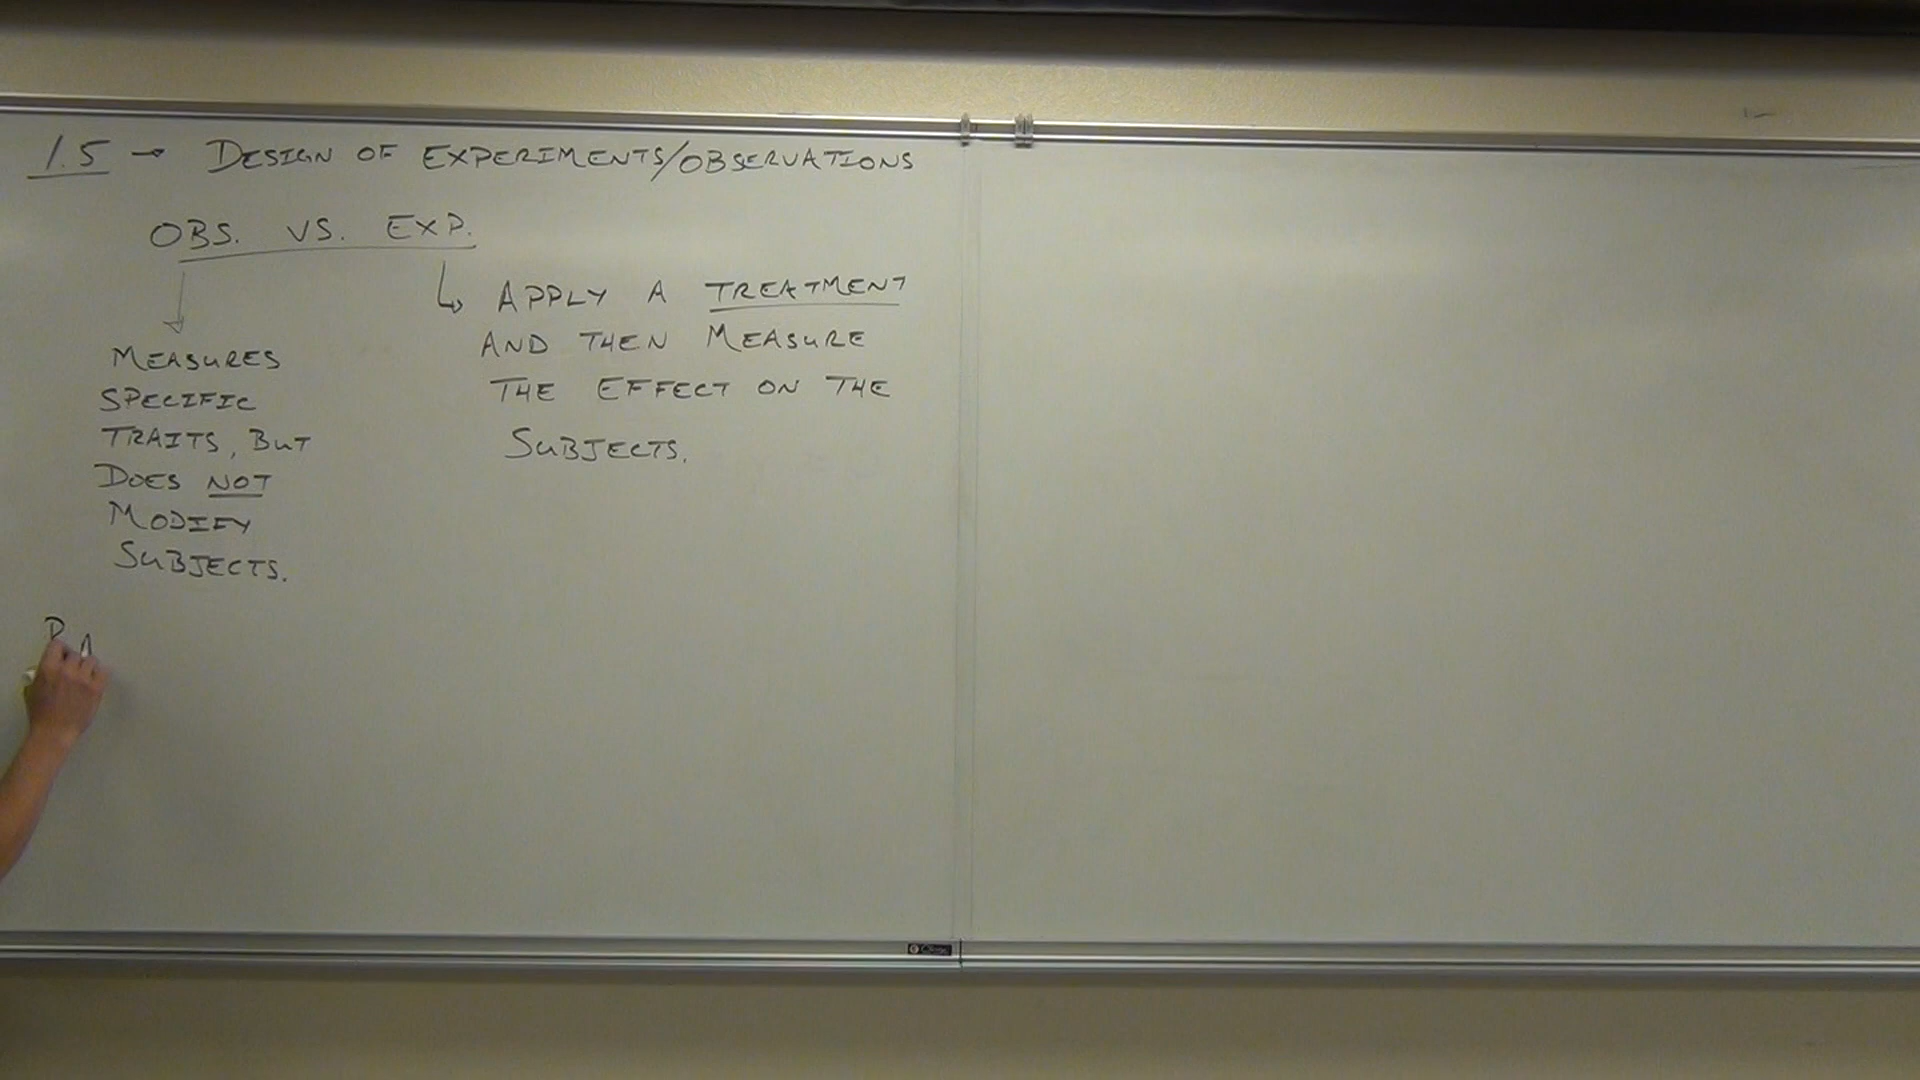 1.5 → DESIGN OF EXPERIMENTS/OBSERVATIONS
OBS. VS. EXP.
MEASURES
SPECIFIC
TRAITS, BUT
DOES NOT
MODIFY
SUBJECTS.
APPLY A TREATMENT
AND THEN MEASURE
THE EFFECT ON THE
SUBJECTS.